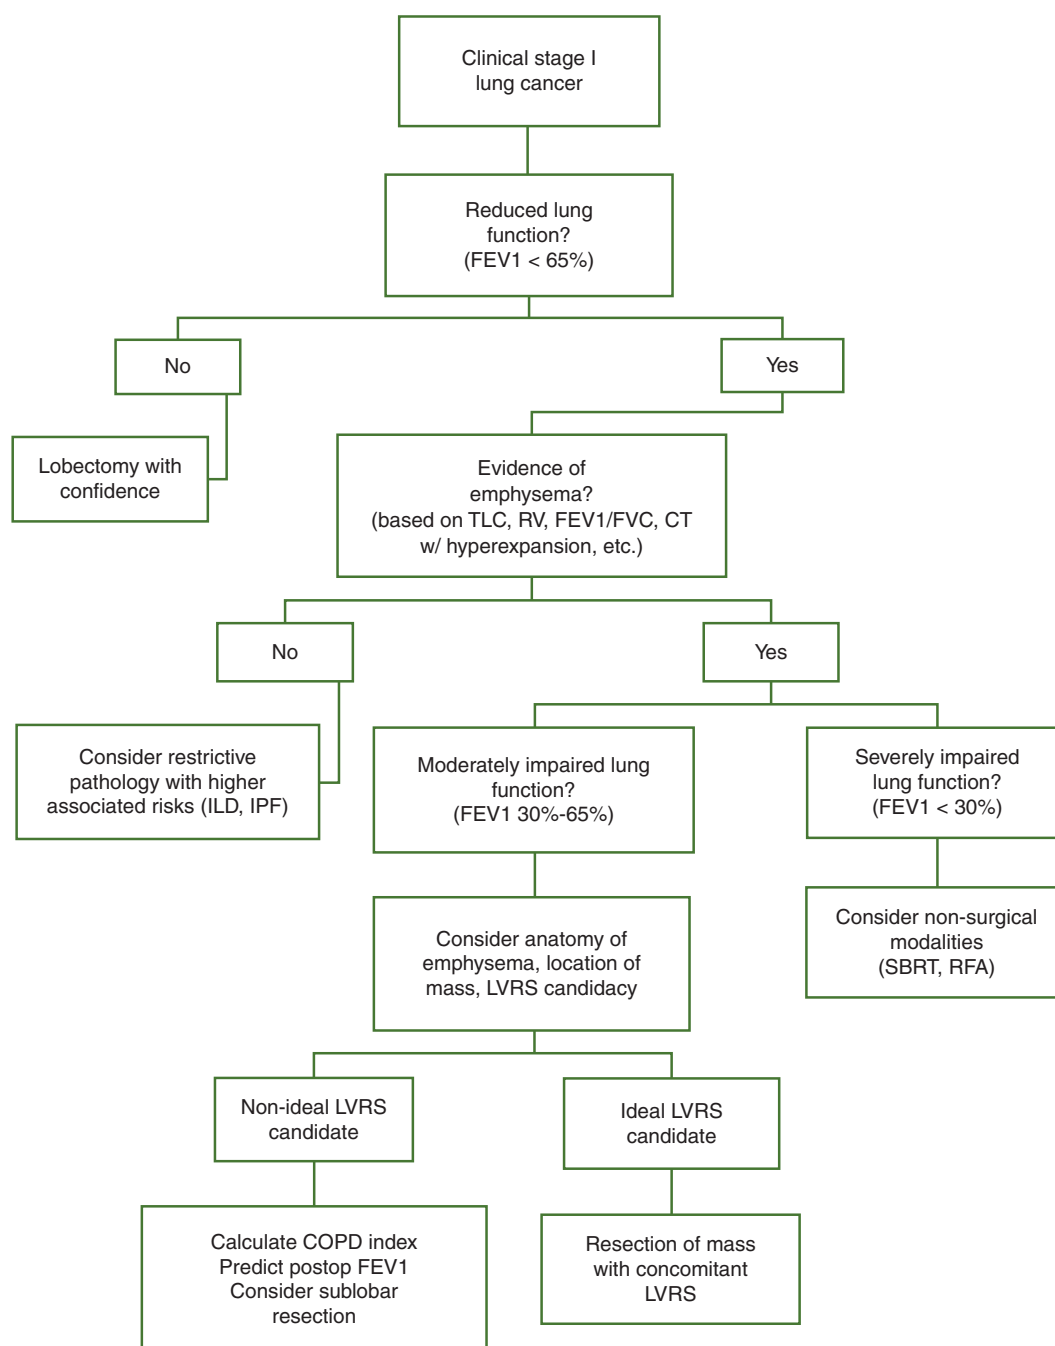 Clinical stage I
lung cancer
Reduced lung
function?
(FEV1 < 65%)
No
Yes
Lobectomy with
confidence
Evidence of
emphysema?
(based on TLC, RV, FEV1/FVC, CT
w/ hyperexpansion, etc.)
No
Yes
Consider restrictive
pathology with higher
associated risks (ILD, IPF)
Moderately impaired lung
function?
(FEV1 30%-65%)
Severely impaired
lung function?
(FEV1 < 30%)
Consider anatomy of
emphysema, location of
mass, LVRS candidacy
Consider non-surgical
modalities
(SBRT, RFA)
Non-ideal LVRS
candidate
Ideal LVRS
candidate
Calculate COPD index
Predict postop FEV1
Consider sublobar
resection
Resection of mass
with concomitant
LVRS